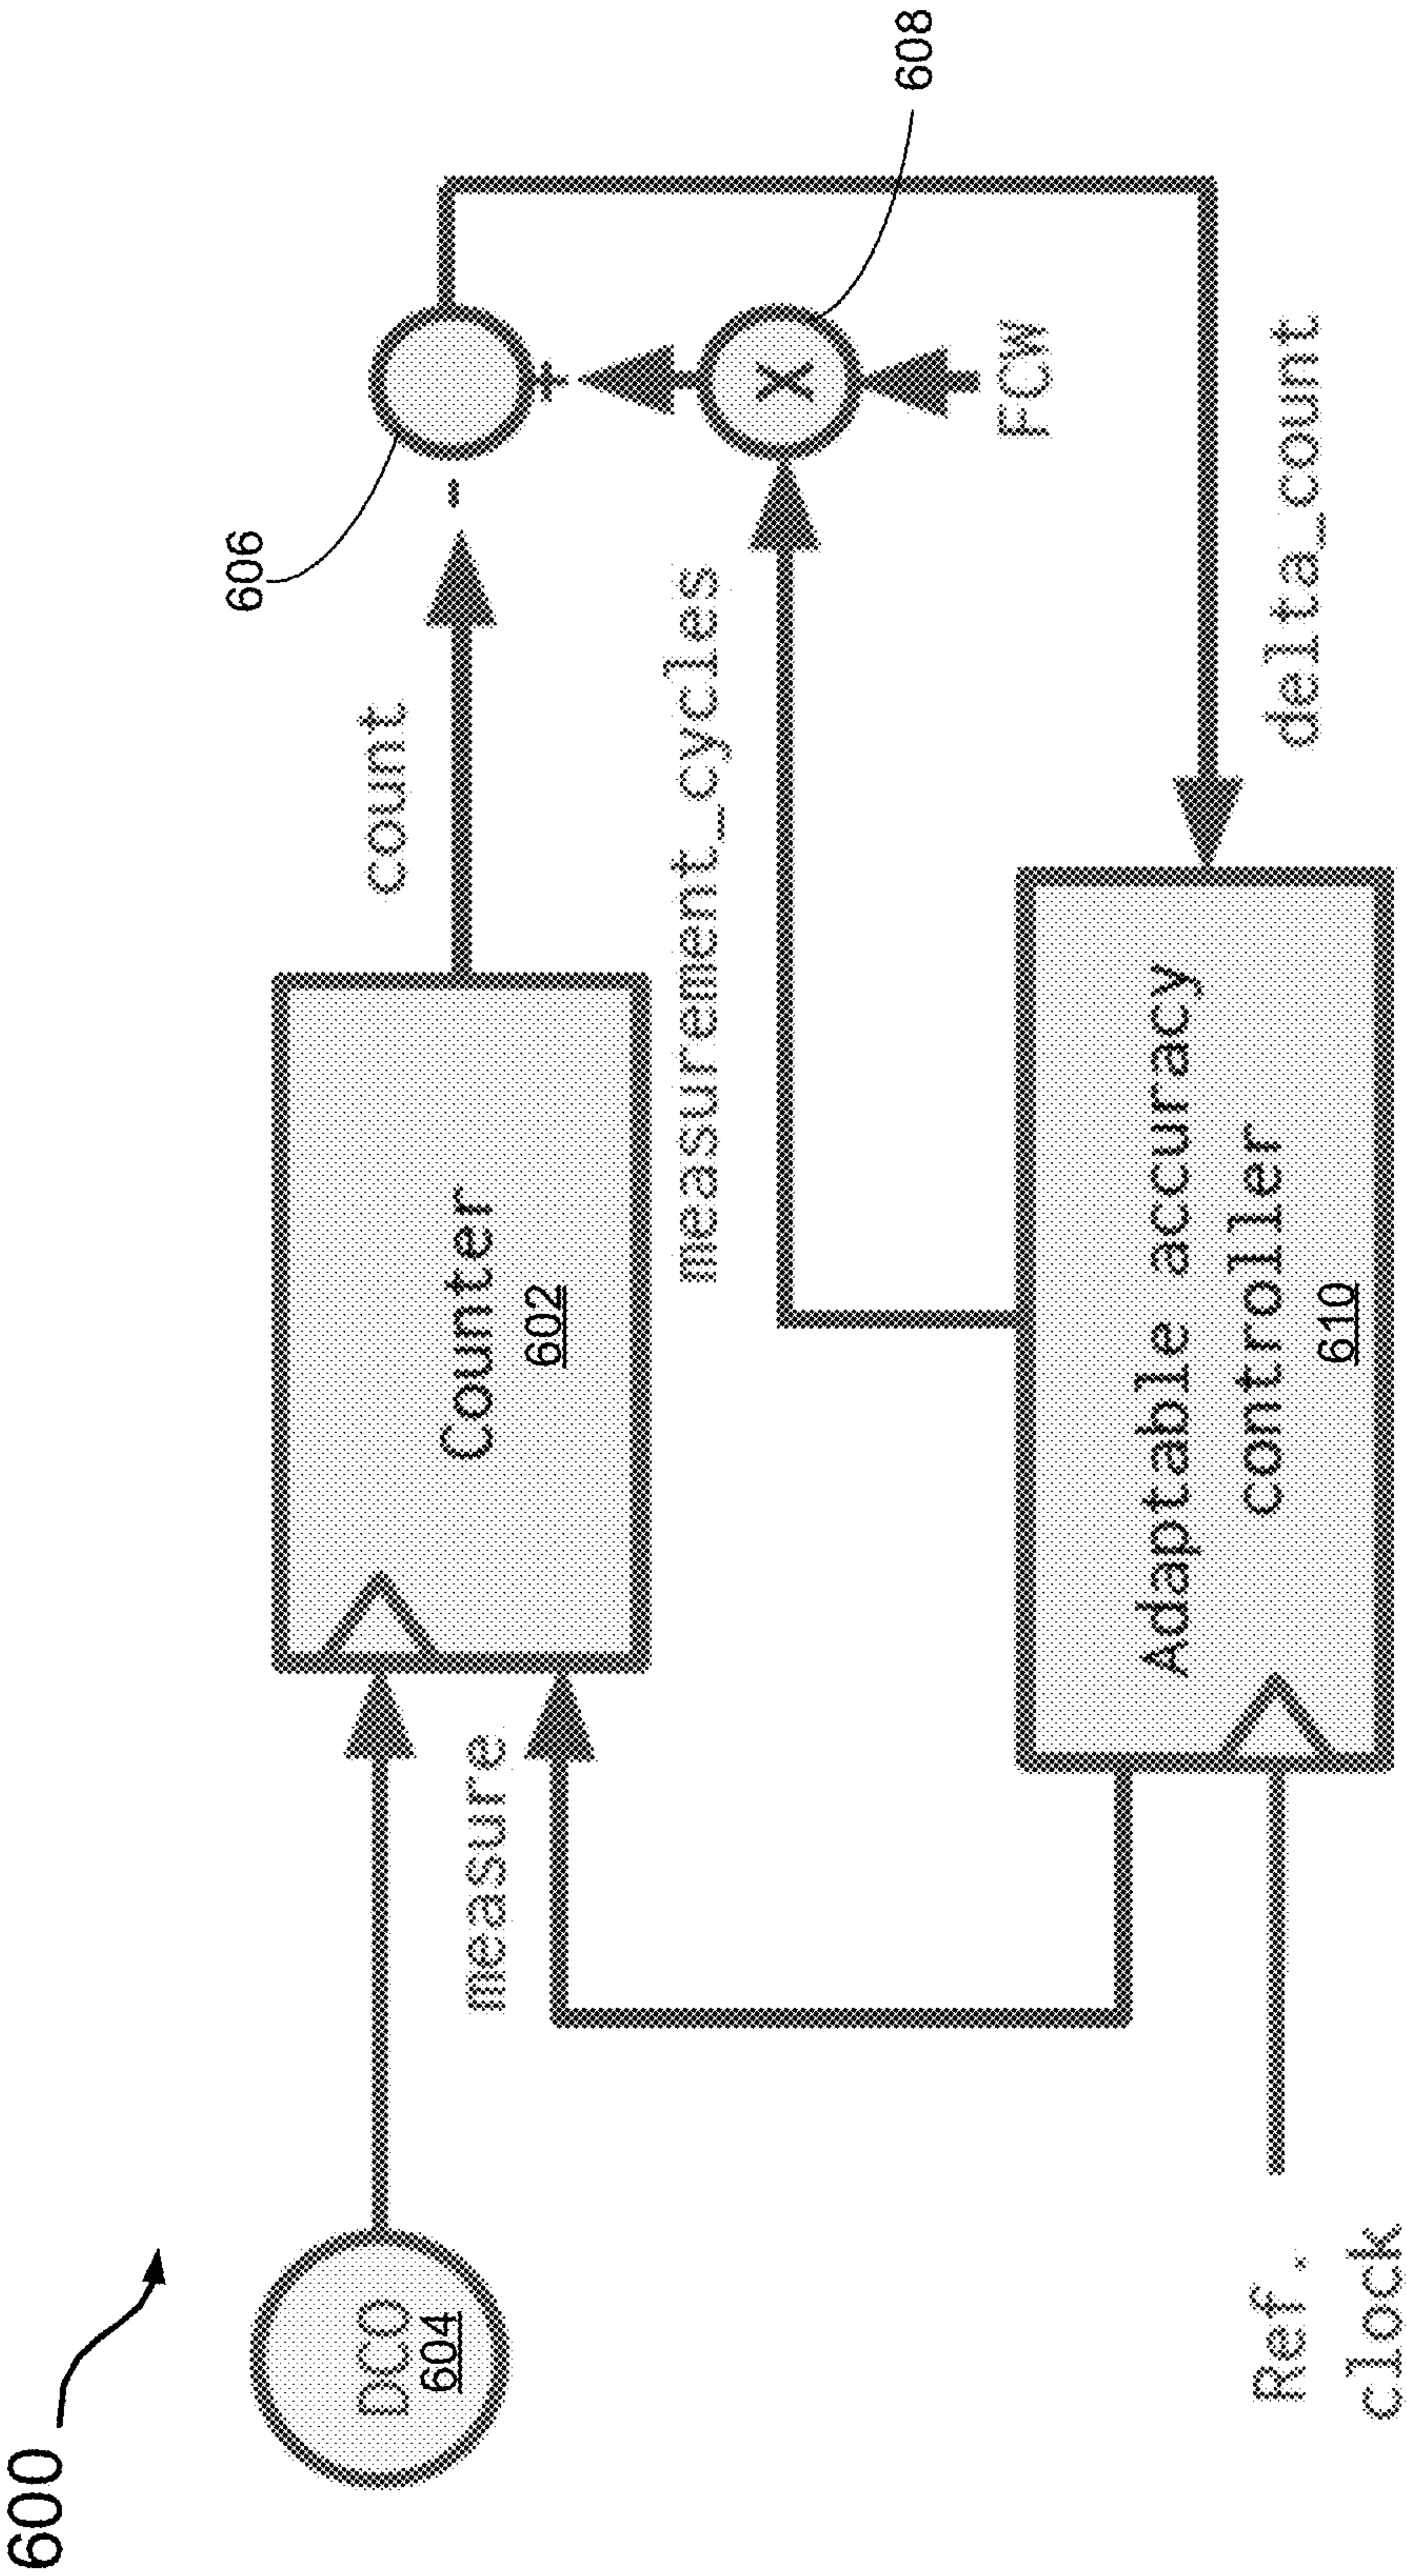 600
DCO
604
measure
Counter
602
count
-
606
+
X
608
FCW
measurement_cycles
Ref.
clock
Adaptable accuracy
controller
610
delta_count